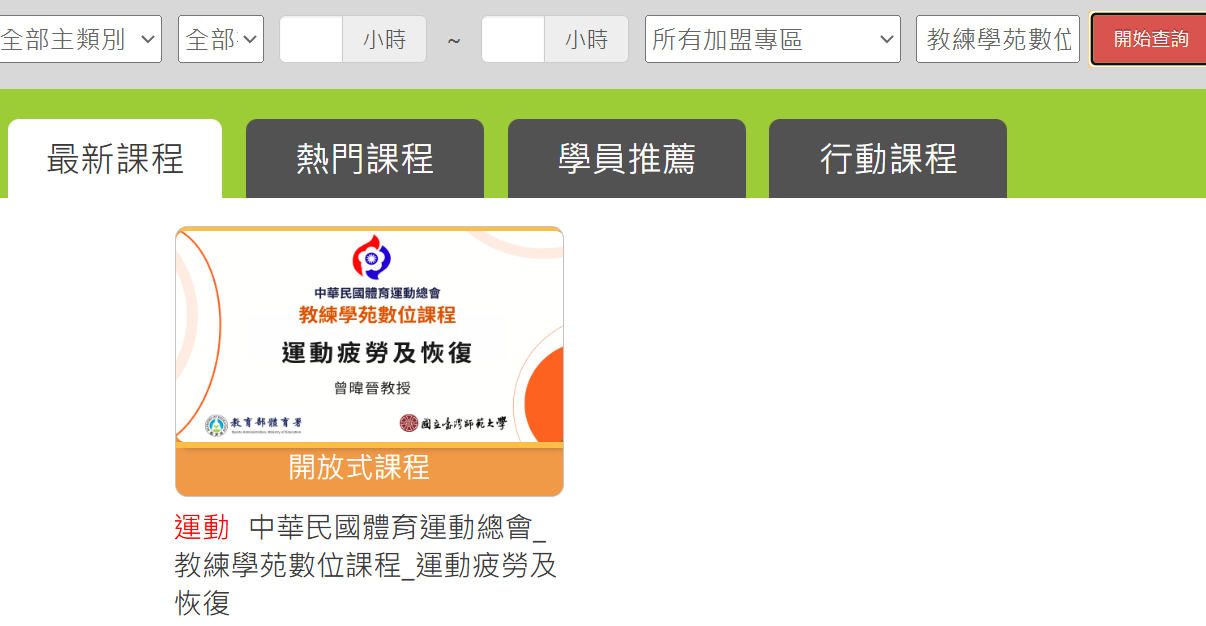 全部主類別
全部
小時
~
小時
所有加盟專區
教練學苑數位
開始查詢
最新課程
熱門課程
學員推薦
行動課程
中華民國體育運動總會
教練學苑數位課程
運動疲勞及恢復
曾暐晉教授
教育部體育署
國立臺灣師範大學
開放式課程
運動 中華民國體育運動總會_
教練學苑數位課程_運動疲勞及
恢復